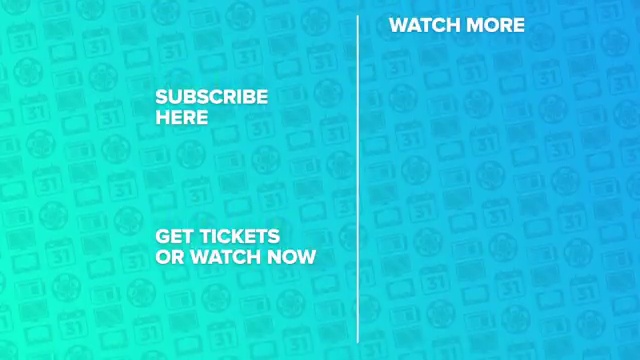 WATCH MORE
SUBSCRIBE
HERE
GET TICKETS
OR WATCH NOW